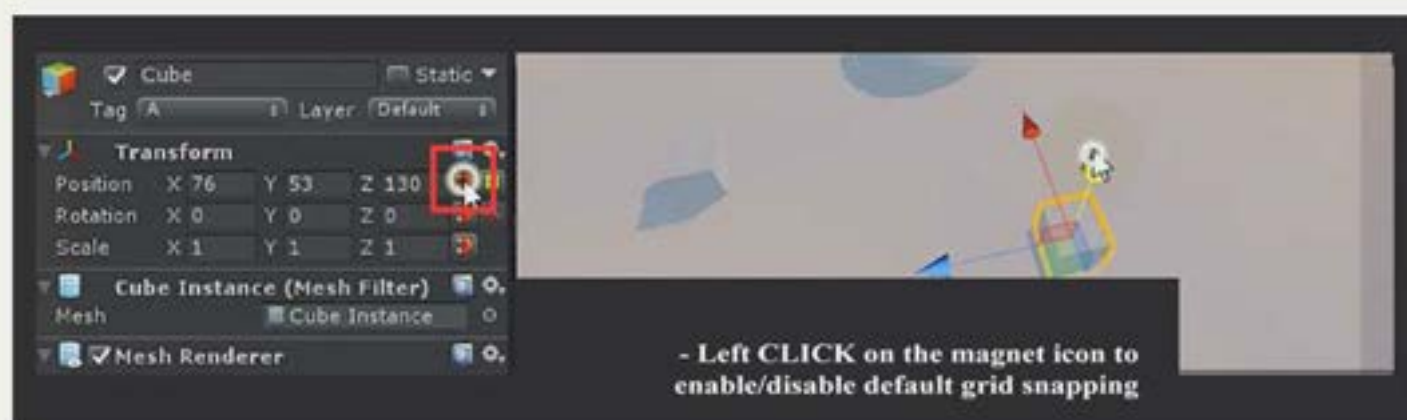 Cube Static
Tag A Layer Default
Transform
Position X 76 Y 53 Z 130
Rotation X 0 Y 0 Z 0
Scale X 1 Y 1 Z 1
Cube Instance (Mesh Filter)
Mesh Cube Instance
Mesh Renderer
- Left CLICK on the magnet icon to
enable/disable default grid snapping